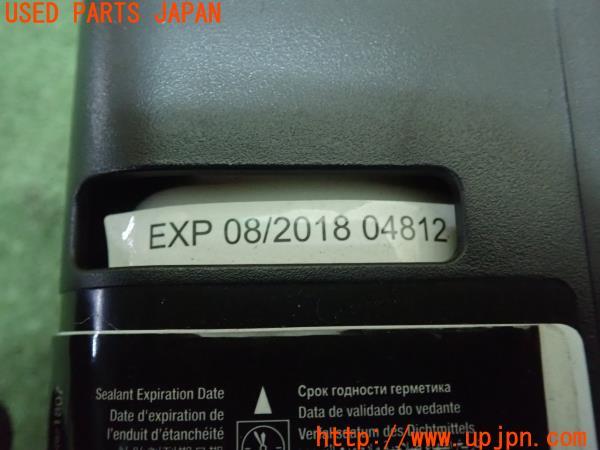 USED PARTS JAPAN
EXP 08/2018 04812
Sealant Expiration Date
Срок годности герметика
Date d'expiration de
l'enduit d'étanchéité
Data de validade do vedante
Verfallsdatum des Dichtmittels
http://www.upjpn.com/